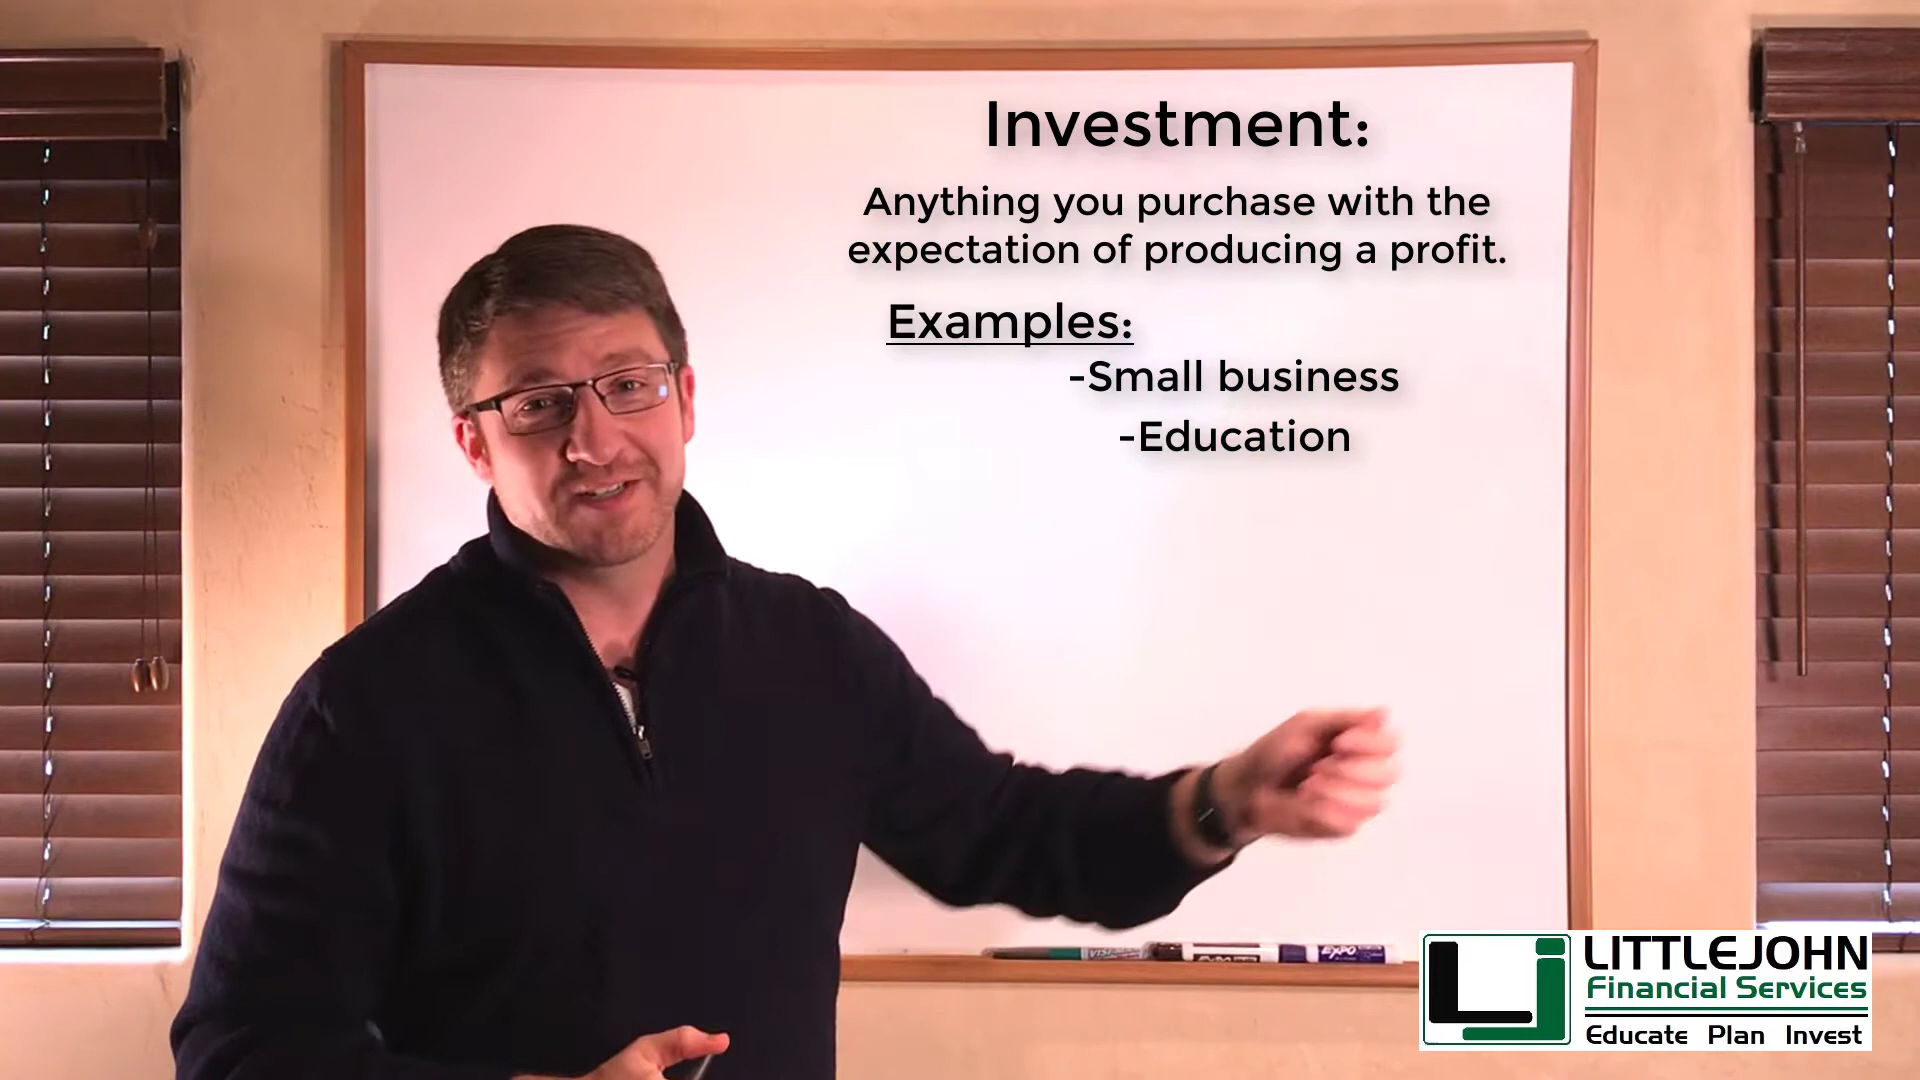 Investment:
Anything you purchase with the
expectation of producing a profit.
Examples:
-Small business
-Education
EXPO
LITTLEJOHN
Financial Services
Educate Plan Invest